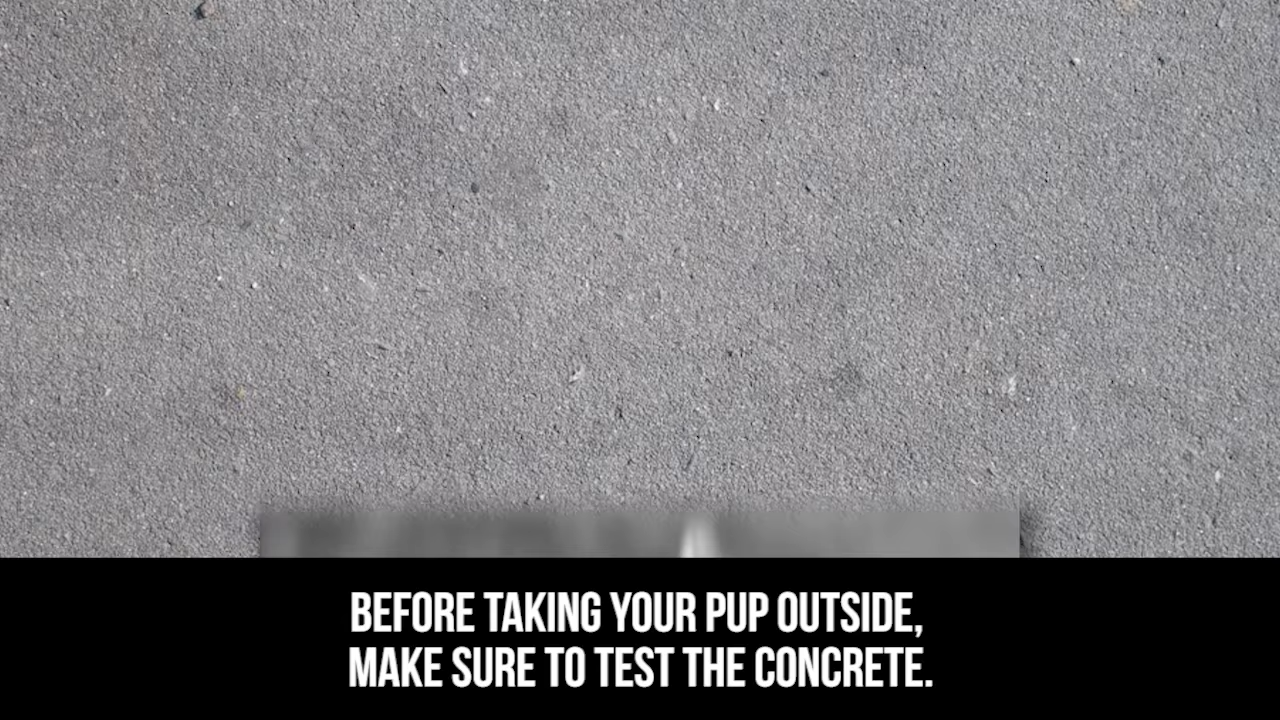 BEFORE TAKING YOUR PUP OUTSIDE,
MAKE SURE TO TEST THE CONCRETE.